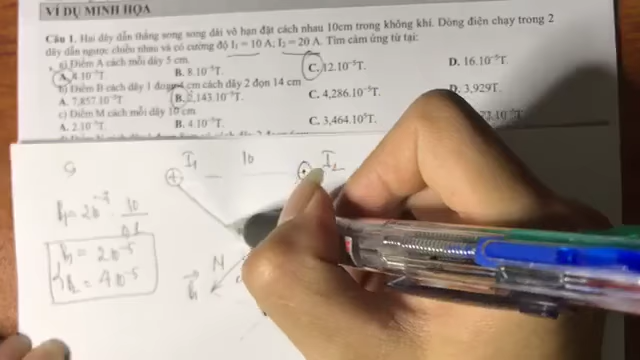 VÍ DỤ MINH HỌA
Câu 1. Hai dây dẫn thẳng song song dài vô hạn đặt cách nhau 10cm trong không khí. Dòng điện chạy trong 2
dây dẫn ngược chiều nhau và có cường độ I₁ = 10 A; I₂ = 20 A. Tìm cảm ứng từ tại:
a) Điểm A cách mỗi dây 5 cm.
A. 4.10⁻⁵T B. 8.10⁻⁵T. C. 12.10⁻⁵T. D. 16.10⁻⁵T.
b) Điểm B cách dây 1 đoạn 4 cm cách dây 2 đoạn 14 cm
A. 7,857.10⁻⁵T B. 2,143.10⁻⁵T. C. 4,286.10⁻⁵T. D. 3,929T.
c) Điểm M cách mỗi dây 10 cm
A. 2.10⁻⁵T. B. 4.10⁻⁵T. C. 3,464.10⁵T.
I₁ 10 I₂
B₁ = 2.10⁻⁷ 10 / 0,1
B₁ = 2.10⁻⁵
B₂ = 4.10⁻⁵
M
B₁